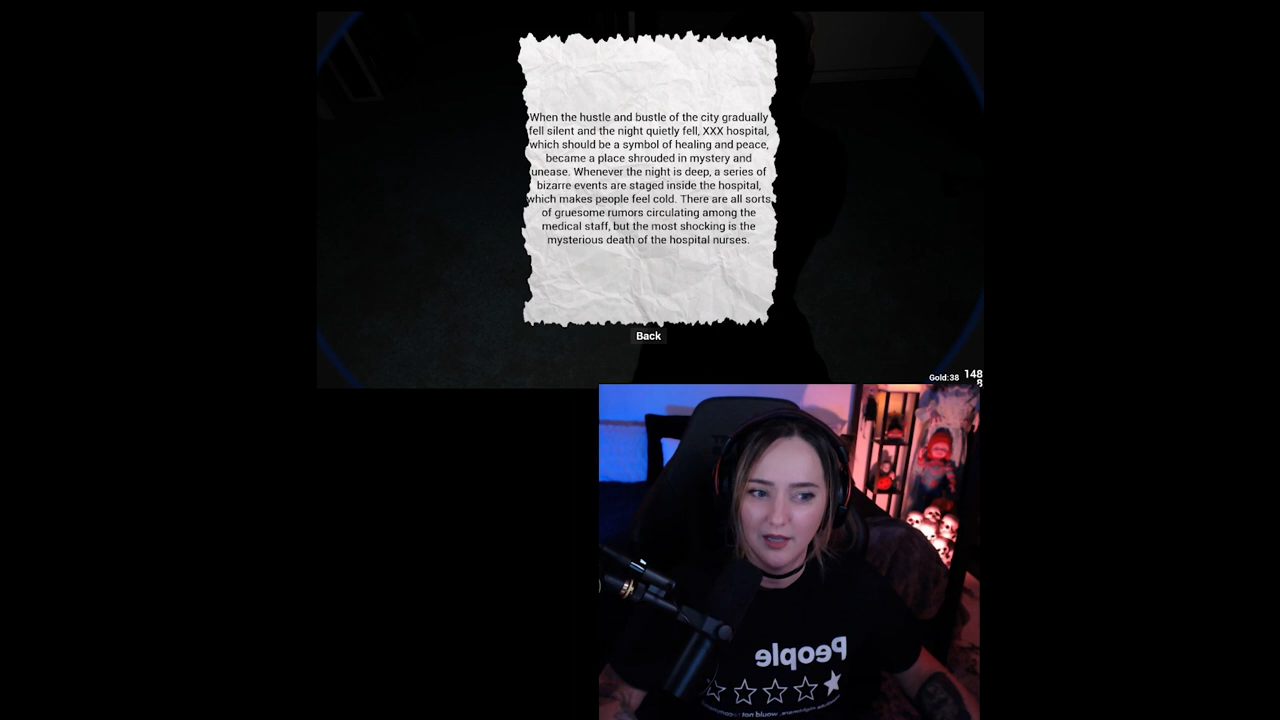 When the hustle and bustle of the city gradually
fell silent and the night quietly fell, XXX hospital,
which should be a symbol of healing and peace,
became a place shrouded in mystery and
unease. Whenever the night is deep, a series of
bizarre events are staged inside the hospital,
which makes people feel cold. There are all sorts
of gruesome rumors circulating among the
medical staff, but the most shocking is the
mysterious death of the hospital nurses.
Back
Gold:38
148
8
People
would not